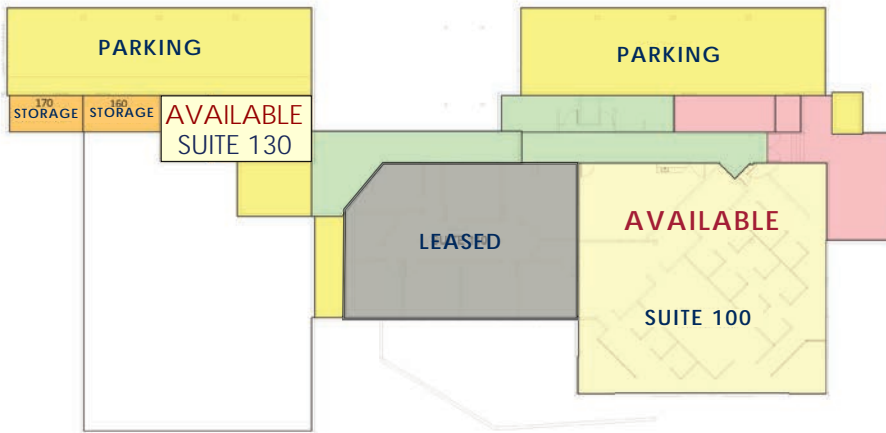 PARKING
PARKING
170
STORAGE
160
STORAGE
AVAILABLE
SUITE 130
LEASED
AVAILABLE
SUITE 100